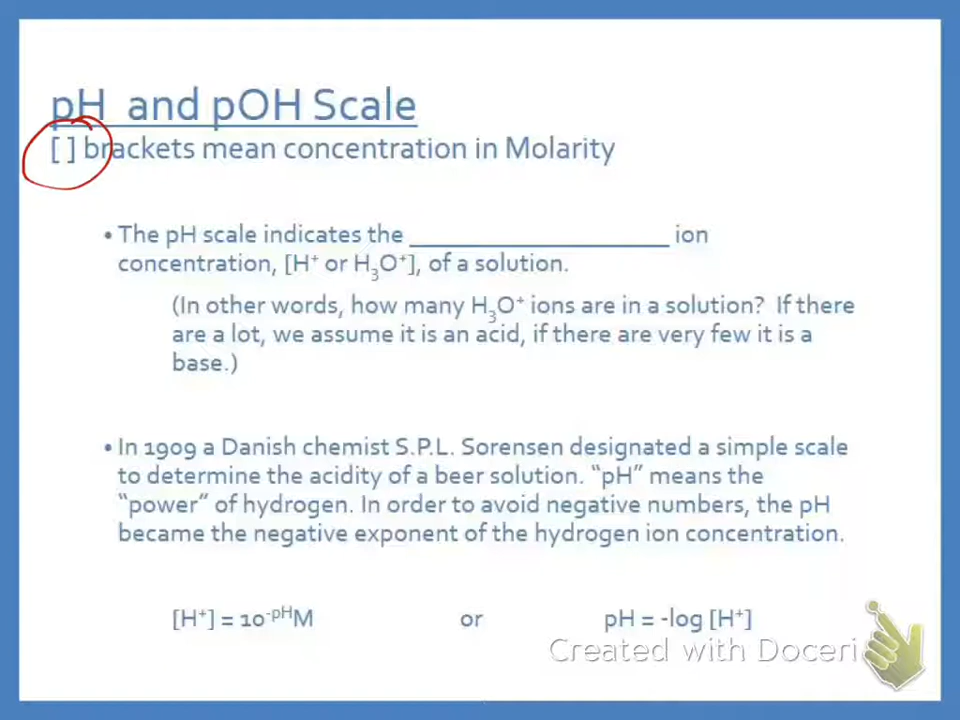 pH and pOH Scale
[ ] brackets mean concentration in Molarity
• The pH scale indicates the ____________________ ion
concentration, [H⁺ or H₃O⁺], of a solution.
(In other words, how many H₃O⁺ ions are in a solution? If there
are a lot, we assume it is an acid, if there are very few it is a
base.)
• In 1909 a Danish chemist S.P.L. Sorensen designated a simple scale
to determine the acidity of a beer solution. “pH” means the
“power” of hydrogen. In order to avoid negative numbers, the pH
became the negative exponent of the hydrogen ion concentration.
[H⁺] = 10⁻ᵖᴴM or pH = -log [H⁺]
Created with Doceri